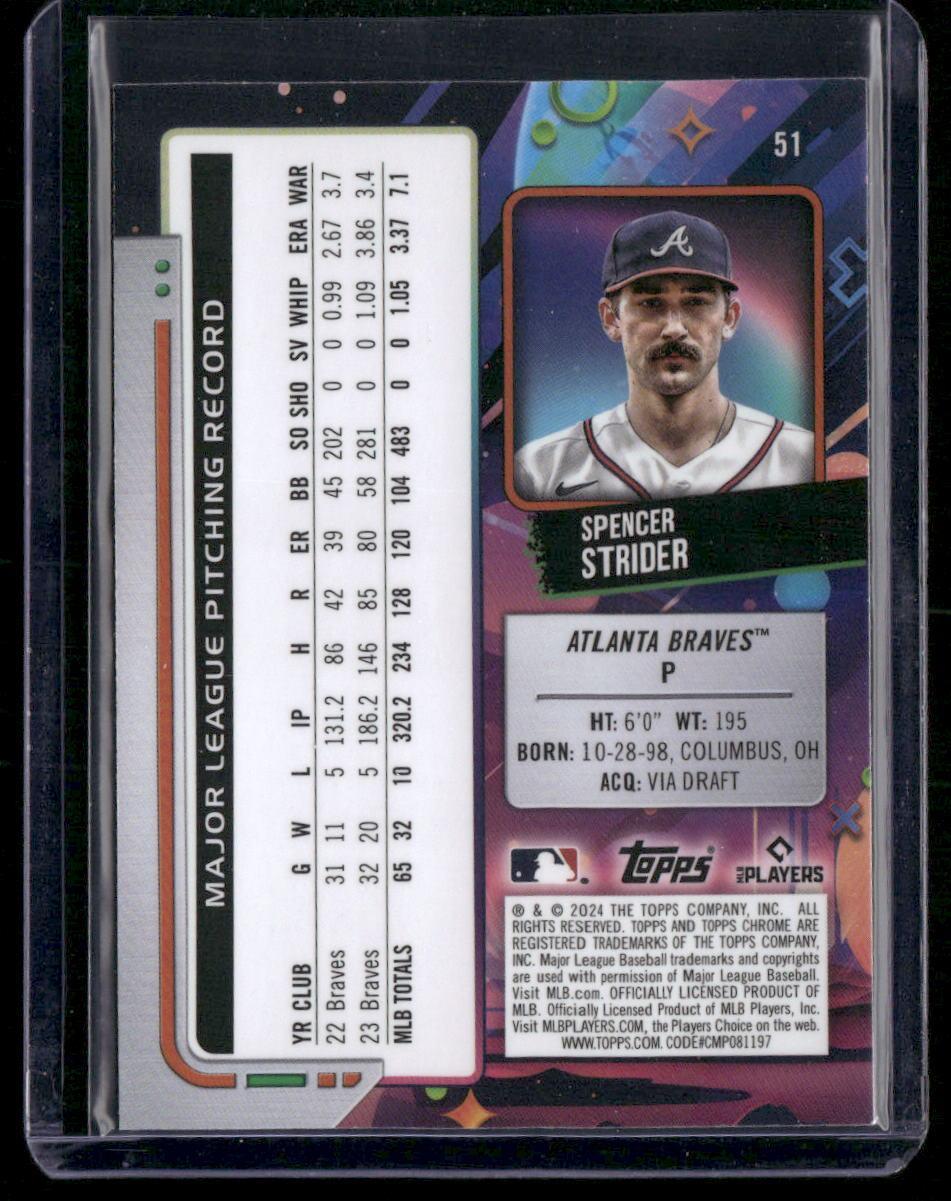 51
SPENCER
STRIDER
ATLANTA BRAVES™
P
HT: 6'0" WT: 195
BORN: 10-28-98, COLUMBUS, OH
ACQ: VIA DRAFT
topps®
MLB PLAYERS
® & © 2024 THE TOPPS COMPANY, INC. ALL
RIGHTS RESERVED. TOPPS AND TOPPS CHROME ARE
REGISTERED TRADEMARKS OF THE TOPPS COMPANY,
INC. Major League Baseball trademarks and copyrights
are used with permission of Major League Baseball.
Visit MLB.com. OFFICIALLY LICENSED PRODUCT OF
MLB. Officially Licensed Product of MLB Players, Inc.
Visit MLBPLAYERS.COM, the Players Choice on the web.
WWW.TOPPS.COM. CODE#CMP081197
MAJOR LEAGUE PITCHING RECORD
YR CLUB G W L IP H R ER BB SO SHO SV WHIP ERA WAR
22 Braves 31 11 5 131.2 86 42 39 45 202 0 0 0.99 2.67 3.7
23 Braves 32 20 5 186.2 146 85 80 58 281 0 0 1.09 3.86 3.4
MLB TOTALS 65 32 10 320.2 234 128 120 104 483 0 0 1.05 3.37 7.1
A